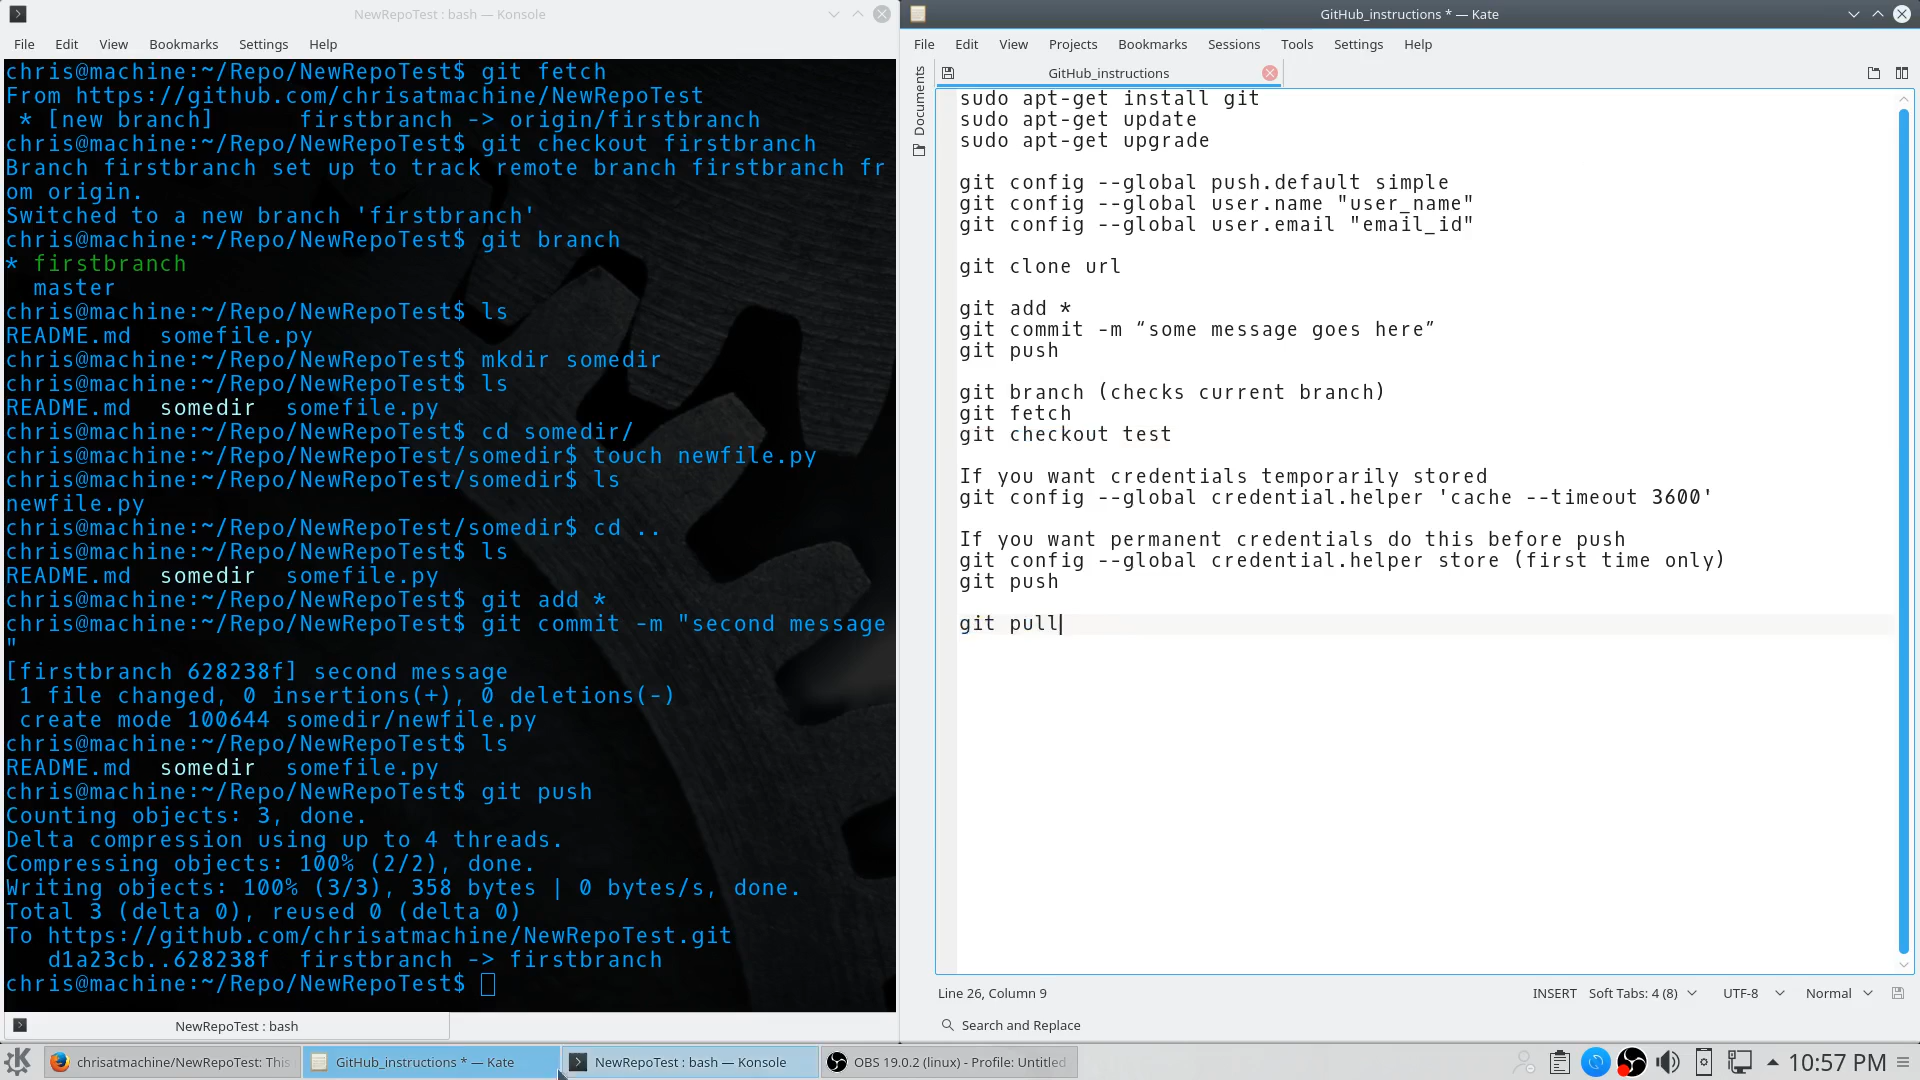 NewRepoTest : bash — Konsole
File Edit View Bookmarks Settings Help
chris@machine:~/Repo/NewRepoTest$ git fetch
From https://github.com/chrisatmachine/NewRepoTest
 * [new branch]      firstbranch -> origin/firstbranch
chris@machine:~/Repo/NewRepoTest$ git checkout firstbranch
Branch firstbranch set up to track remote branch firstbranch fr
om origin.
Switched to a new branch 'firstbranch'
chris@machine:~/Repo/NewRepoTest$ git branch
* firstbranch
  master
chris@machine:~/Repo/NewRepoTest$ ls
README.md  somefile.py
chris@machine:~/Repo/NewRepoTest$ mkdir somedir
chris@machine:~/Repo/NewRepoTest$ ls
README.md  somedir  somefile.py
chris@machine:~/Repo/NewRepoTest$ cd somedir/
chris@machine:~/Repo/NewRepoTest/somedir$ touch newfile.py
chris@machine:~/Repo/NewRepoTest/somedir$ ls
newfile.py
chris@machine:~/Repo/NewRepoTest/somedir$ cd ..
chris@machine:~/Repo/NewRepoTest$ ls
README.md  somedir  somefile.py
chris@machine:~/Repo/NewRepoTest$ git add *
chris@machine:~/Repo/NewRepoTest$ git commit -m "second message
"
[firstbranch 628238f] second message
 1 file changed, 0 insertions(+), 0 deletions(-)
 create mode 100644 somedir/newfile.py
chris@machine:~/Repo/NewRepoTest$ ls
README.md  somedir  somefile.py
chris@machine:~/Repo/NewRepoTest$ git push
Counting objects: 3, done.
Delta compression using up to 4 threads.
Compressing objects: 100% (2/2), done.
Writing objects: 100% (3/3), 358 bytes | 0 bytes/s, done.
Total 3 (delta 0), reused 0 (delta 0)
To https://github.com/chrisatmachine/NewRepoTest.git
   d1a23cb..628238f  firstbranch -> firstbranch
chris@machine:~/Repo/NewRepoTest$
NewRepoTest : bash
GitHub_instructions * — Kate
File Edit View Projects Bookmarks Sessions Tools Settings Help
Documents
GitHub_instructions
sudo apt-get install git
sudo apt-get update
sudo apt-get upgrade
git config --global push.default simple
git config --global user.name "user_name"
git config --global user.email "email_id"
git clone url
git add *
git commit -m “some message goes here”
git push
git branch (checks current branch)
git fetch
git checkout test
If you want credentials temporarily stored
git config --global credential.helper 'cache --timeout 3600'
If you want permanent credentials do this before push
git config --global credential.helper store (first time only)
git push
git pull
Line 26, Column 9 INSERT Soft Tabs: 4 (8) UTF-8 Normal
Search and Replace
chrisatmachine/NewRepoTest: This GitHub_instructions * — Kate NewRepoTest : bash — Konsole OBS 19.0.2 (linux) - Profile: Untitled 10:57 PM